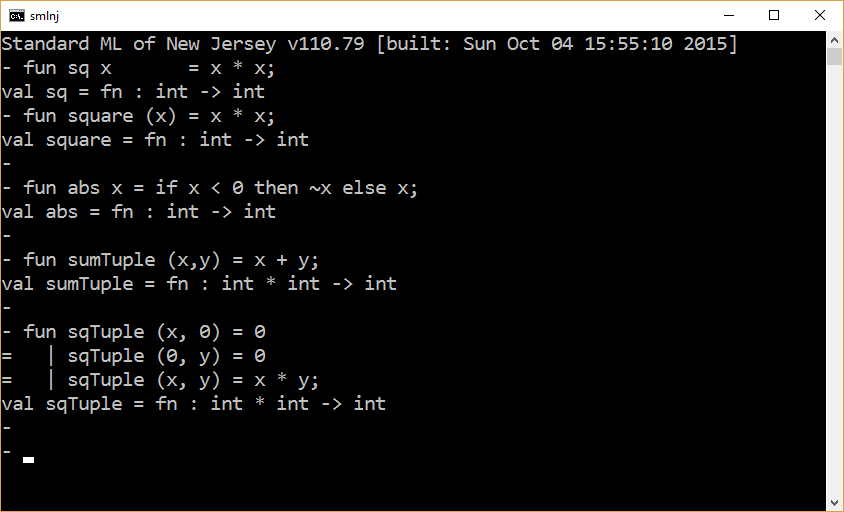 smlnj
Standard ML of New Jersey v110.79 [built: Sun Oct 04 15:55:10 2015]
- fun sq x       = x * x;
val sq = fn : int -> int
- fun square (x) = x * x;
val square = fn : int -> int
-
- fun abs x = if x < 0 then ~x else x;
val abs = fn : int -> int
-
- fun sumTuple (x,y) = x + y;
val sumTuple = fn : int * int -> int
-
- fun sqTuple (x, 0) = 0
=   | sqTuple (0, y) = 0
=   | sqTuple (x, y) = x * y;
val sqTuple = fn : int * int -> int
-
-